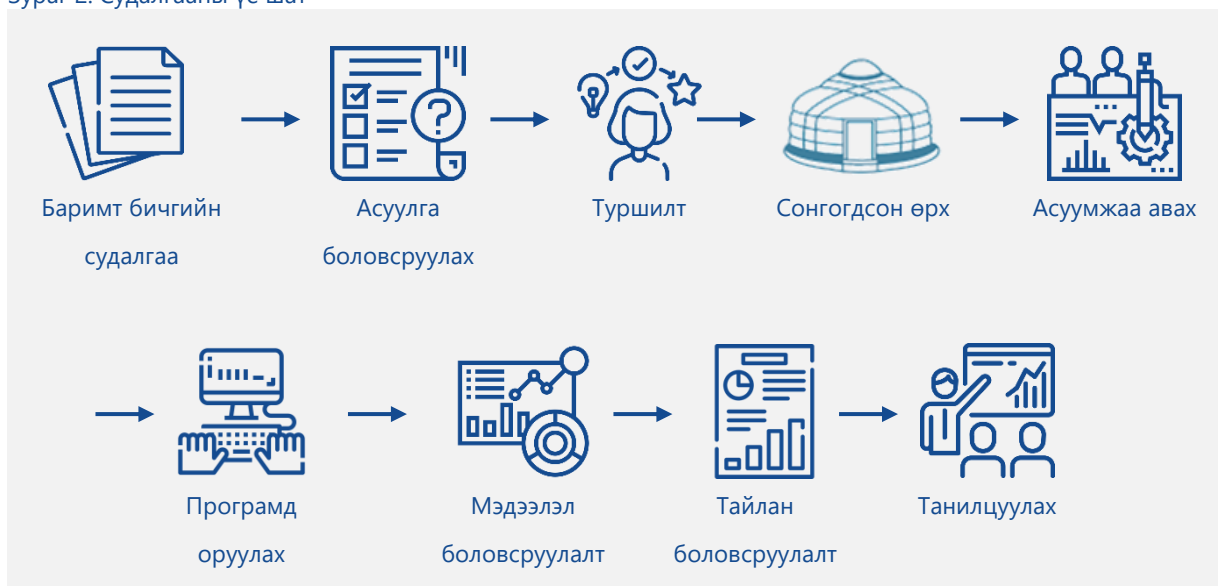 Баримт бичгийн
судалгаа
Асуулга
боловсруулах
Туршилт
Сонгогдсон өрх
Асуумжаа авах
Програмд
оруулах
Мэдээлэл
боловсруулалт
Тайлан
боловсруулалт
Танилцуулах